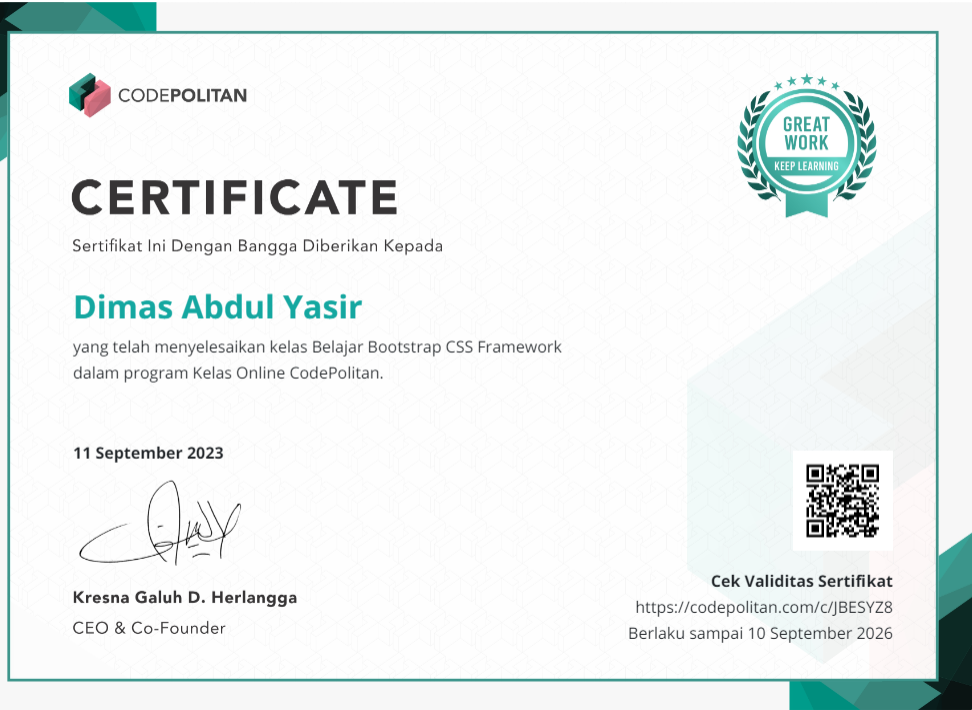 CODEPOLITAN
GREAT
WORK
KEEP LEARNING
CERTIFICATE
Sertifikat Ini Dengan Bangga Diberikan Kepada
Dimas Abdul Yasir
yang telah menyelesaikan kelas Belajar Bootstrap CSS Framework
dalam program Kelas Online CodePolitan.
11 September 2023
Kresna Galuh D. Herlangga
CEO & Co-Founder
Cek Validitas Sertifikat
https://codepolitan.com/c/JBESYZ8
Berlaku sampai 10 September 2026